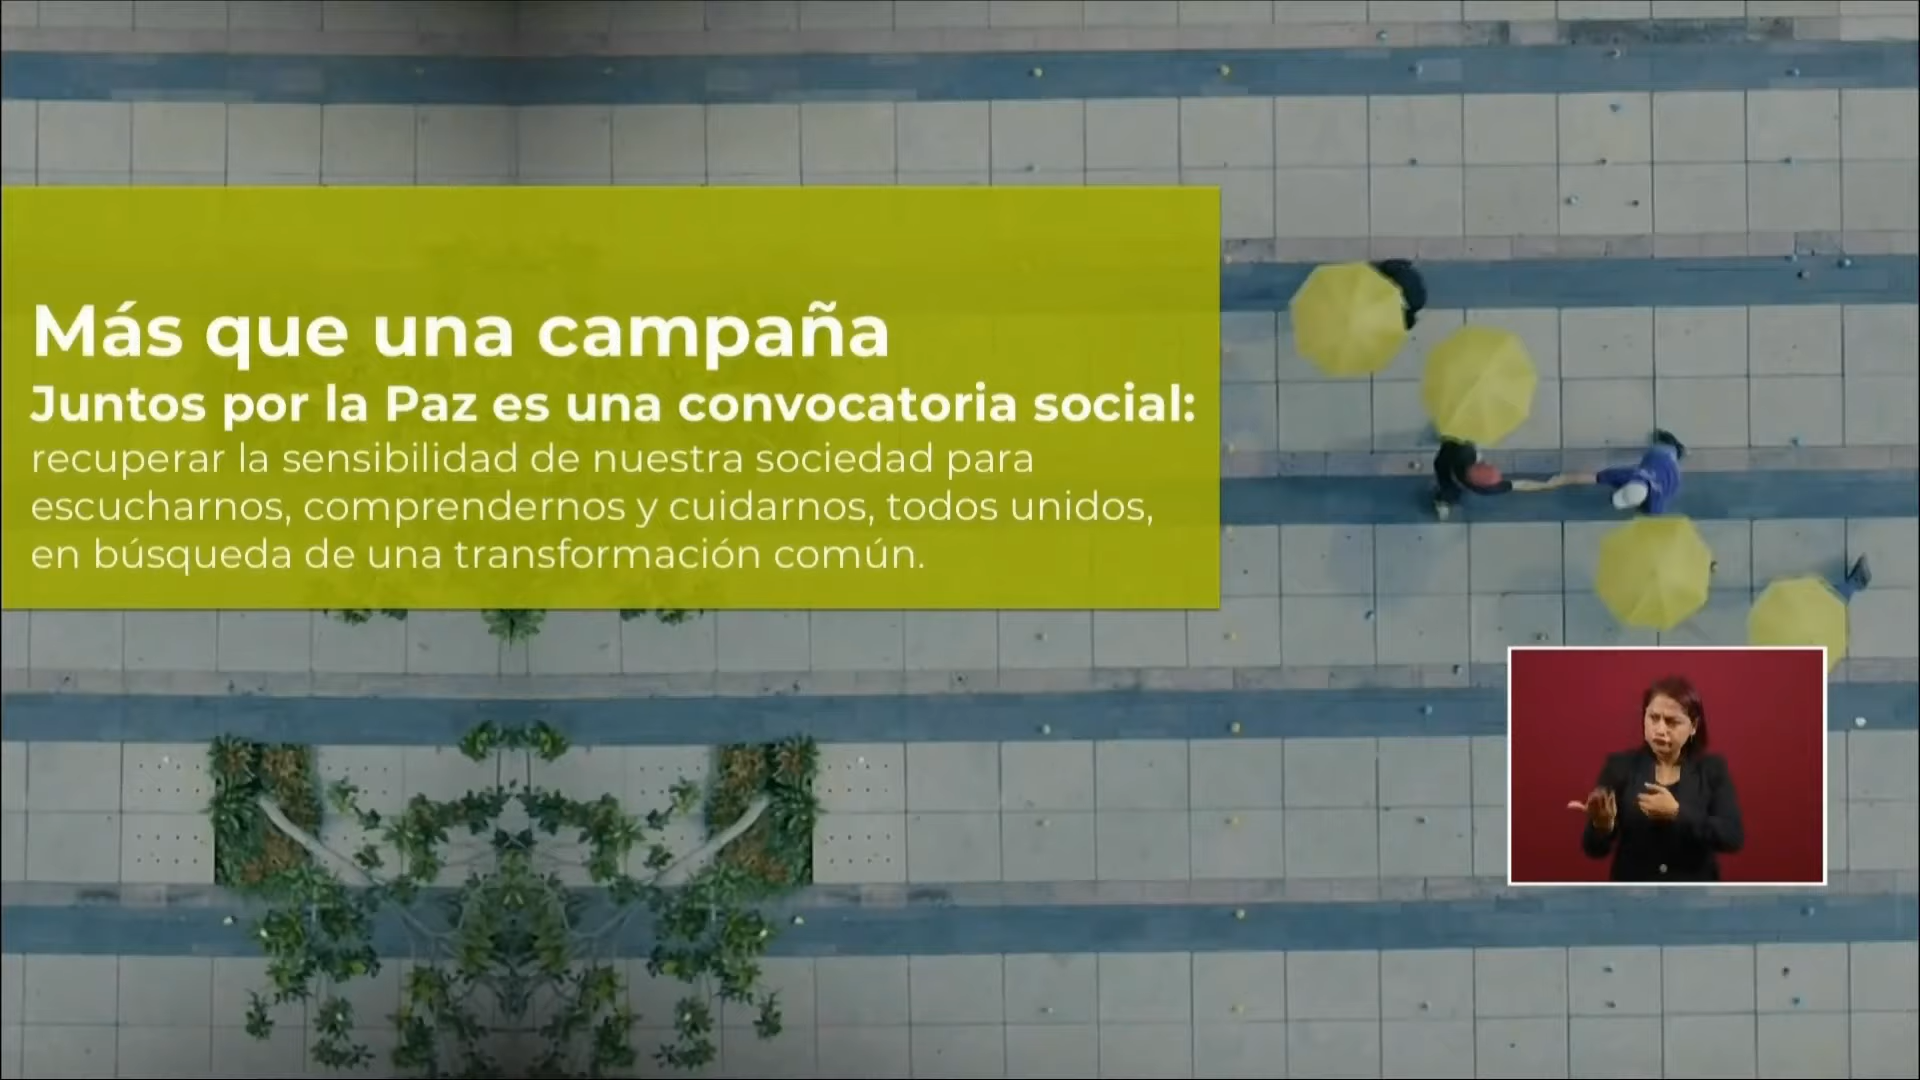 Más que una campaña
Juntos por la Paz es una convocatoria social:
recuperar la sensibilidad de nuestra sociedad para
escucharnos, comprendernos y cuidarnos, todos unidos,
en búsqueda de una transformación común.